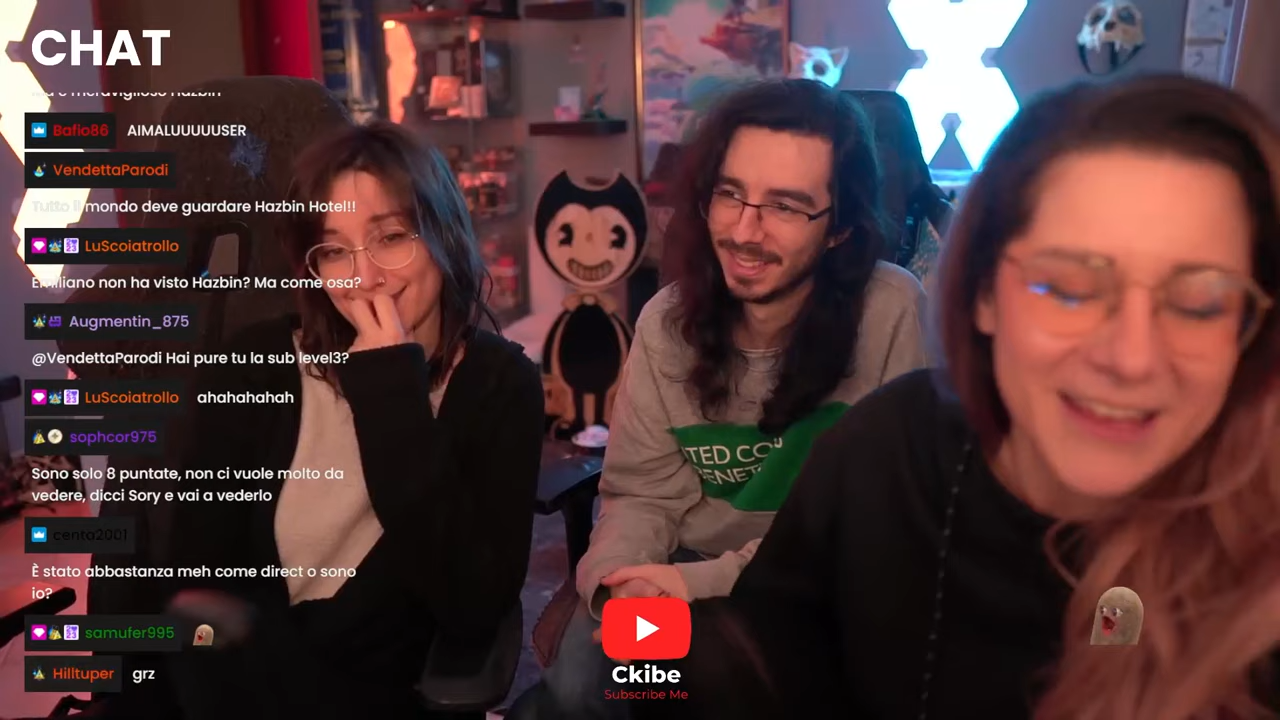 CHAT
Bafio86 AIMALUUUUUSER
VendettaParodi
Tutto il mondo deve guardare Hazbin Hotel!!
LuScoiatrollo
Emiliano non ha visto Hazbin? Ma come osa?
Augmentin_875
@VendettaParodi Hai pure tu la sub level3?
LuScoiatrollo ahahahahah
sophcor975
Sono solo 8 puntate, non ci vuole molto da
vedere, dicci Sory e vai a vederlo
centa2001
È stato abbastanza meh come direct o sono
io?
samufer995
Hilltuper grz
TED CO
BENET
Ckibe
Subscribe Me